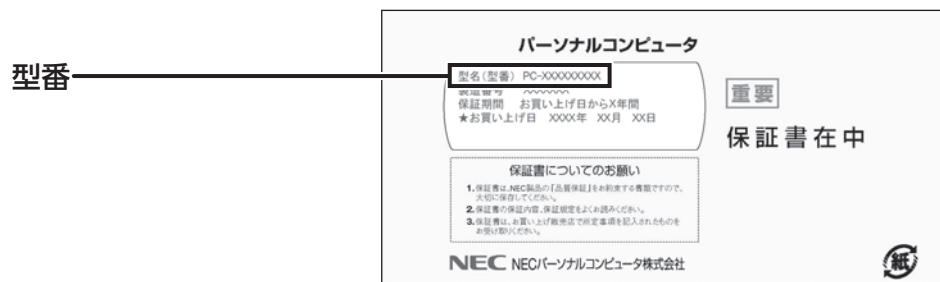 型番
パーソナルコンピュータ
型名(型番) PC-XXXXXXXXX
製造番号 XXXXXXX
保証期間 お買い上げ日からX年間
★お買い上げ日 XXXX年 XX月 XX日
重要
保証書在中
保証書についてのお願い
1.保証書は、NEC製品の「品質保証」をお約束する書類ですので、
大切に保存してください。
2.保証書の保証内容、保証規定をよくお読みください。
3.保証書は、お買い上げ販売店で所定事項を記入されたものを
お受け取りください。
NEC NECパーソナルコンピュータ株式会社
紙